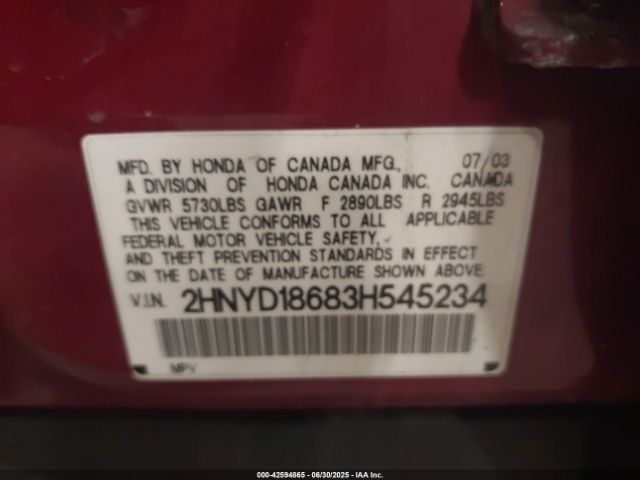 MFD. BY HONDA OF CANADA MFG., 07/03
A DIVISION OF HONDA CANADA INC. CANADA
GVWR 5730LBS GAWR F 2890LBS R 2945LBS
THIS VEHICLE CONFORMS TO ALL APPLICABLE
FEDERAL MOTOR VEHICLE SAFETY,
AND THEFT PREVENTION STANDARDS IN EFFECT
ON THE DATE OF MANUFACTURE SHOWN ABOVE
V.I.N. 2HNYD18683H545234
MPV
000-42594865 - 06/30/2025 - IAA Inc.